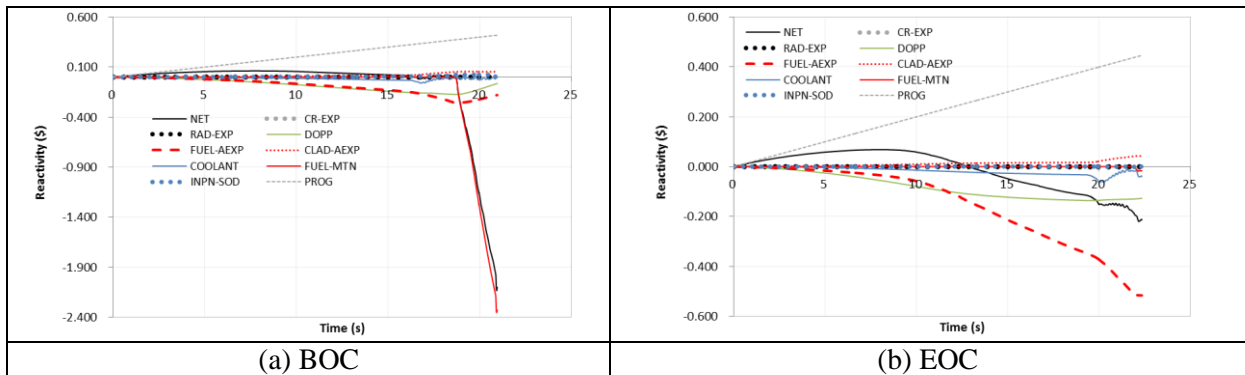 0.600
0.100
-0.400
-0.900
-1.400
-1.900
-2.400
0 5 10 15 20 25
Reactivity ($)
Time (s)
NET CR-EXP
RAD-EXP DOPP
FUEL-AEXP CLAD-AEXP
COOLANT FUEL-MTN
INPN-SOD PROG
(a) BOC
0.600
0.400
0.200
0.000
-0.200
-0.400
-0.600
0 5 10 15 20 25
Reactivity ($)
Time (s)
NET CR-EXP
RAD-EXP DOPP
FUEL-AEXP CLAD-AEXP
COOLANT FUEL-MTN
INPN-SOD PROG
(b) EOC